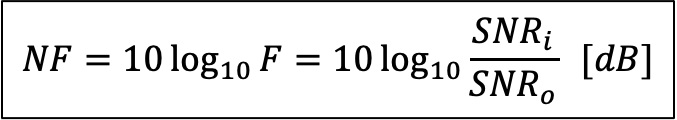 NF = 10 log₁₀ F = 10 log₁₀ SNRᵢ/SNRₒ [dB]